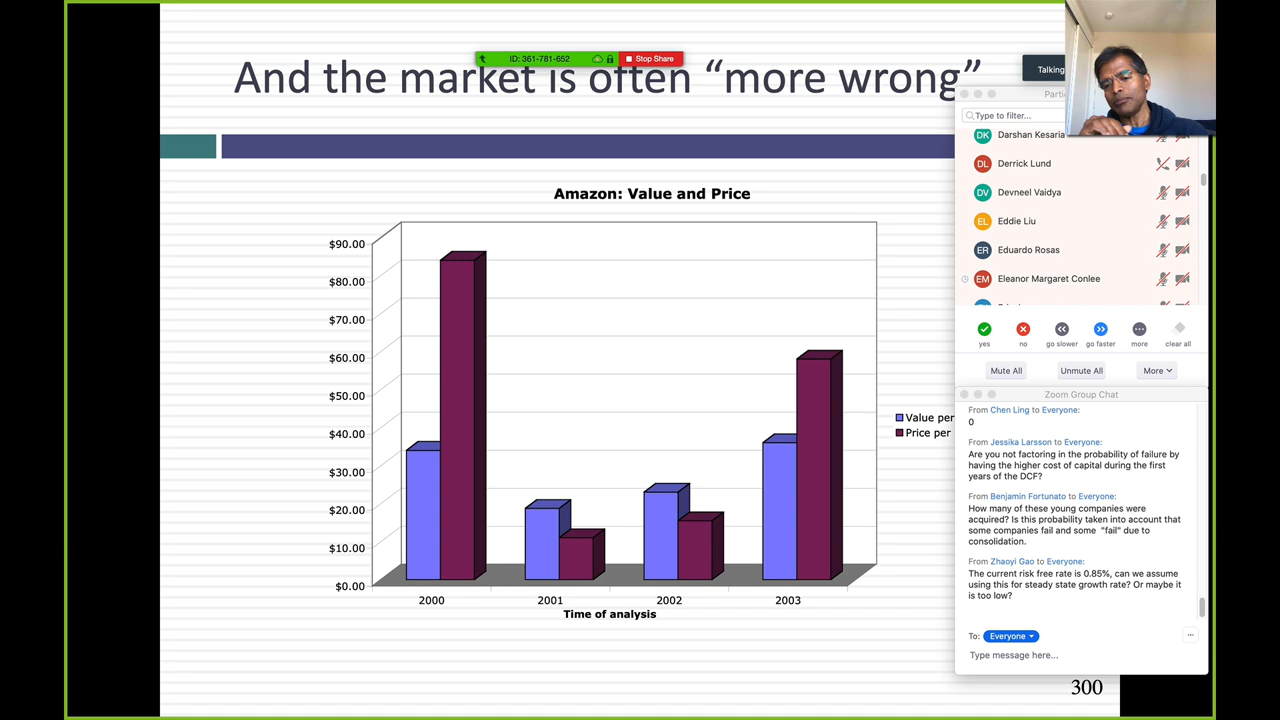 And the market is often “more wrong”
ID: 361-781-652
Stop Share
Talking
Amazon: Value and Price
$90.00
$80.00
$70.00
$60.00
$50.00
$40.00
$30.00
$20.00
$10.00
$0.00
2000 2001 2002 2003
Time of analysis
Value per
Price per
300
Type to filter...
DK Darshan Kesaria
DL Derrick Lund
DV Devneel Vaidya
EL Eddie Liu
ER Eduardo Rosas
EM Eleanor Margaret Conlee
yes no go slower go faster more clear all
Mute All Unmute All More
Zoom Group Chat
From Chen Ling to Everyone:
0
From Jessika Larsson to Everyone:
Are you not factoring in the probability of failure by
having the higher cost of capital during the first
years of the DCF?
From Benjamin Fortunato to Everyone:
How many of these young companies were
acquired? Is this probability taken into account that
some companies fail and some "fail" due to
consolidation.
From Zhaoyi Gao to Everyone:
The current risk free rate is 0.85%, can we assume
using this for steady state growth rate? Or maybe it
is too low?
To: Everyone
Type message here...